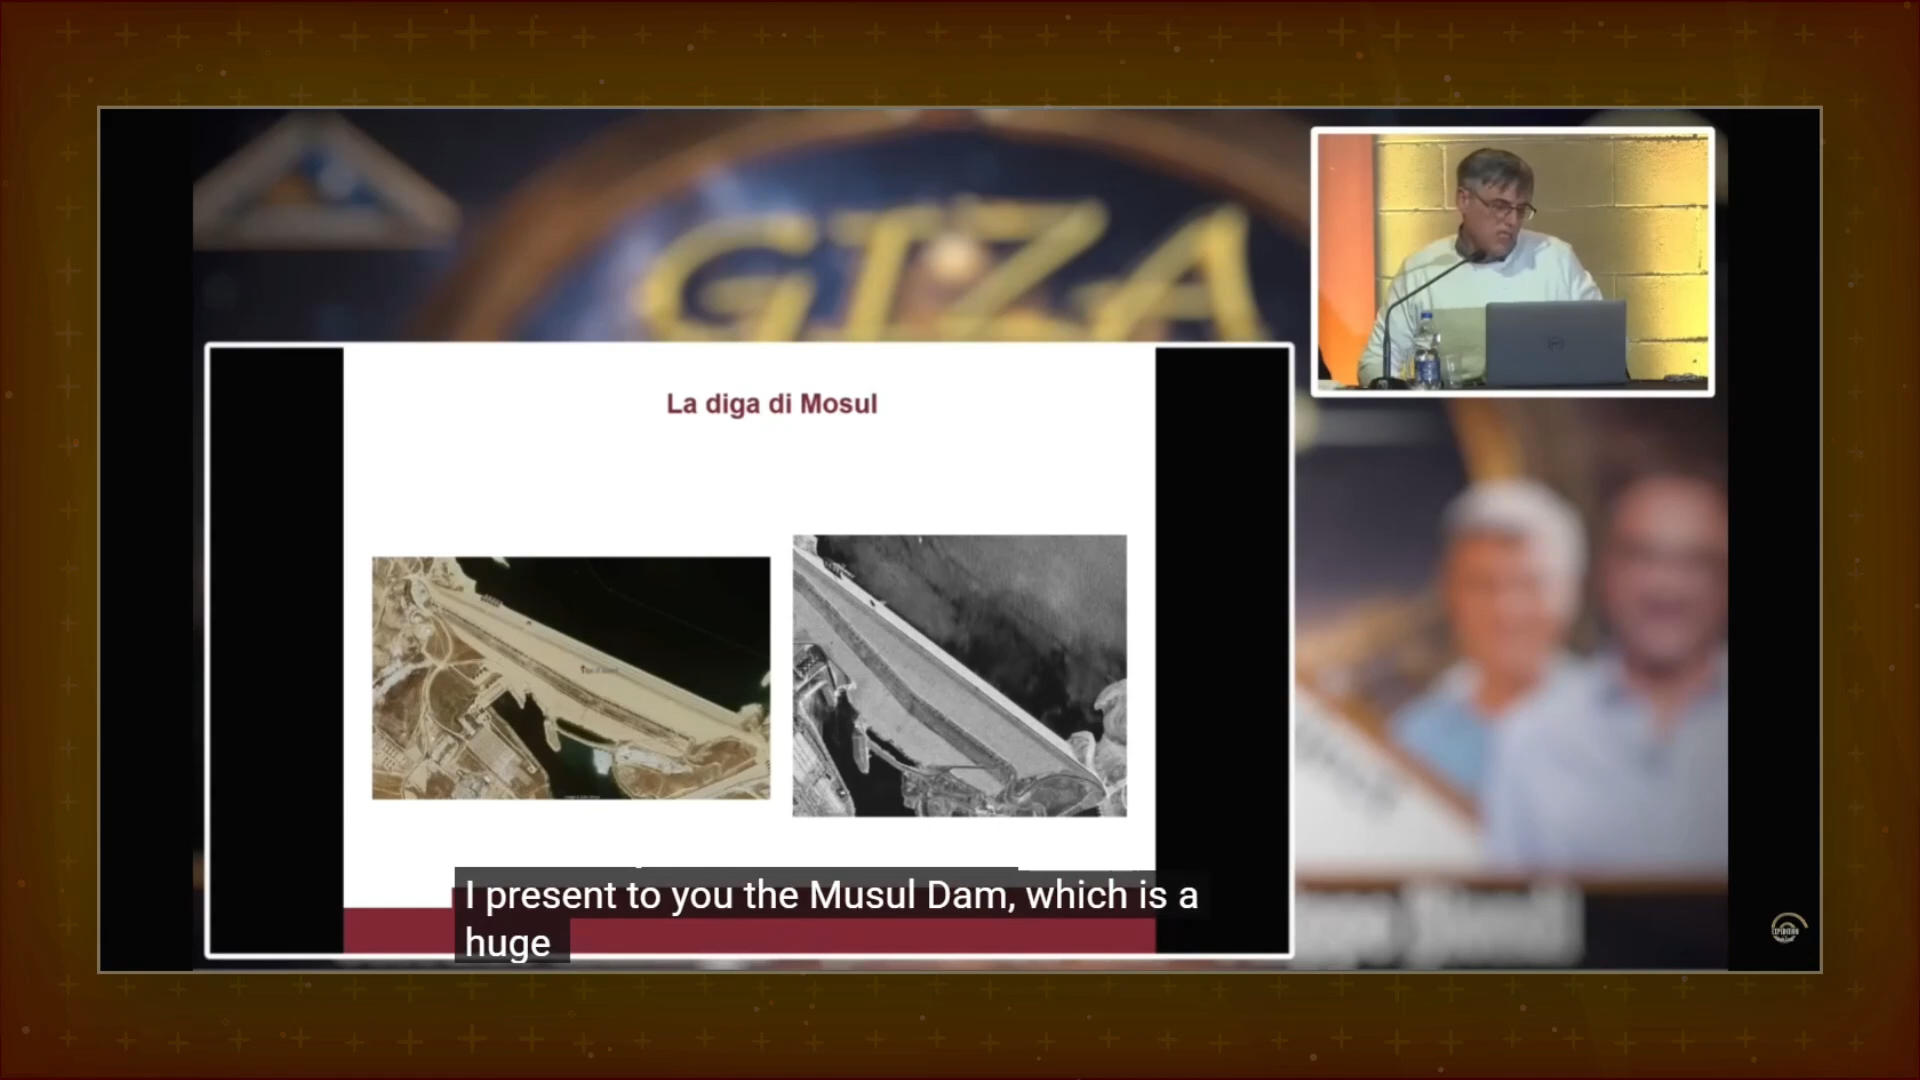 GIZA
La diga di Mosul
I present to you the Musul Dam, which is a
huge